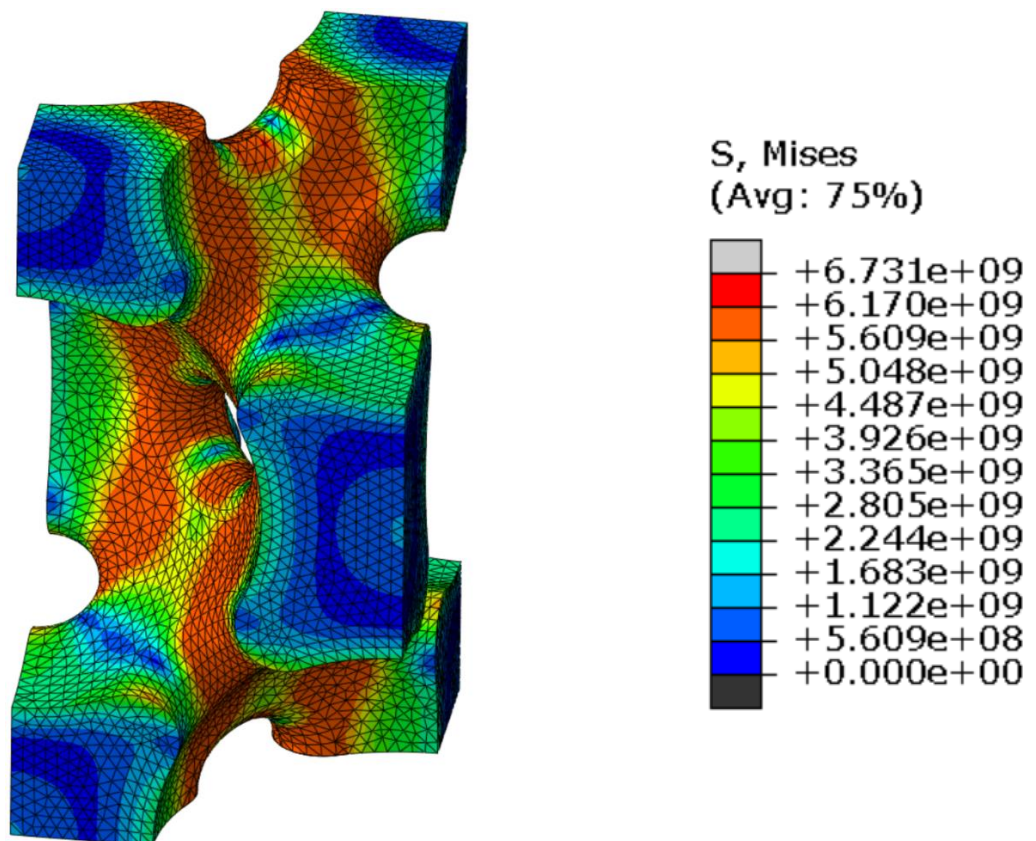 S, Mises
(Avg: 75%)
+6.731e+09
+6.170e+09
+5.609e+09
+5.048e+09
+4.487e+09
+3.926e+09
+3.365e+09
+2.805e+09
+2.244e+09
+1.683e+09
+1.122e+09
+5.609e+08
+0.000e+00